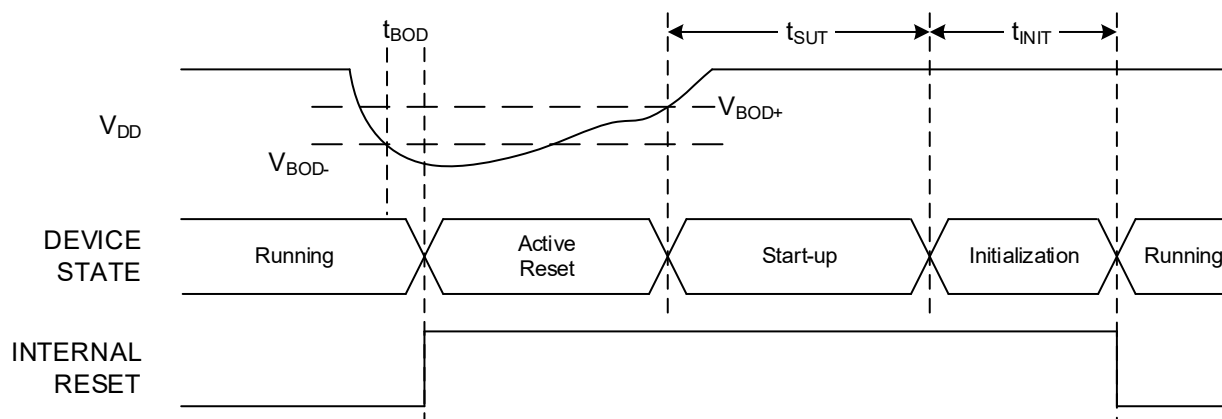 tBOD
tSUT
tINIT
VDD
VBOD+
VBOD-
DEVICE
STATE
Running
Active
Reset
Start-up
Initialization
Running
INTERNAL
RESET